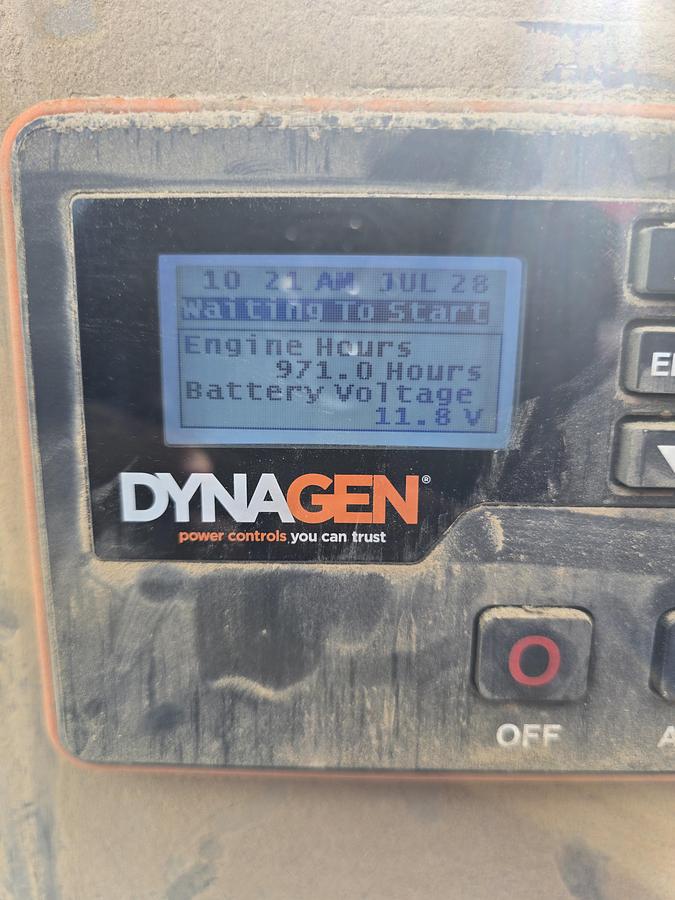 10 21 AM JUL 28
Waiting To Start
Engine Hours
971.0 Hours
Battery Voltage
11.8 V
DYNAGEN®
power controls you can trust
O
OFF